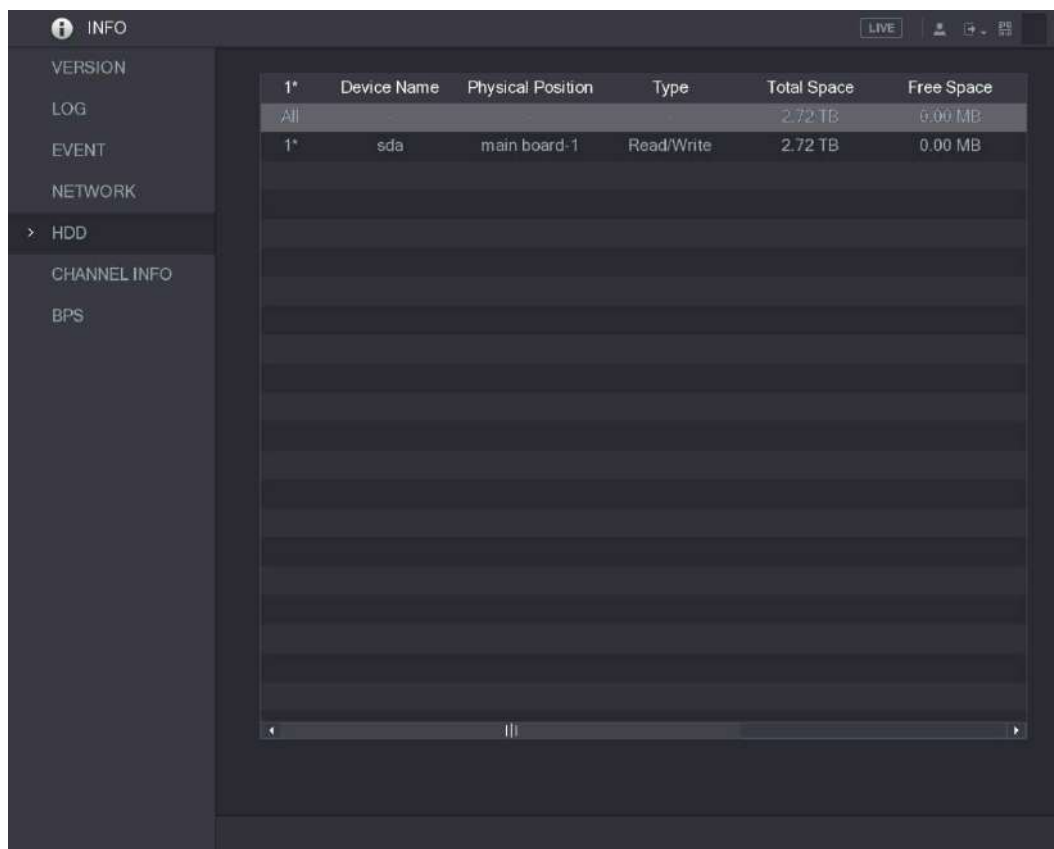 INFO LIVE
VERSION
LOG
EVENT
NETWORK
HDD
CHANNEL INFO
BPS
1* Device Name Physical Position Type Total Space Free Space
All - - - 2.72 TB 0.00 MB
1* sda main board-1 Read/Write 2.72 TB 0.00 MB